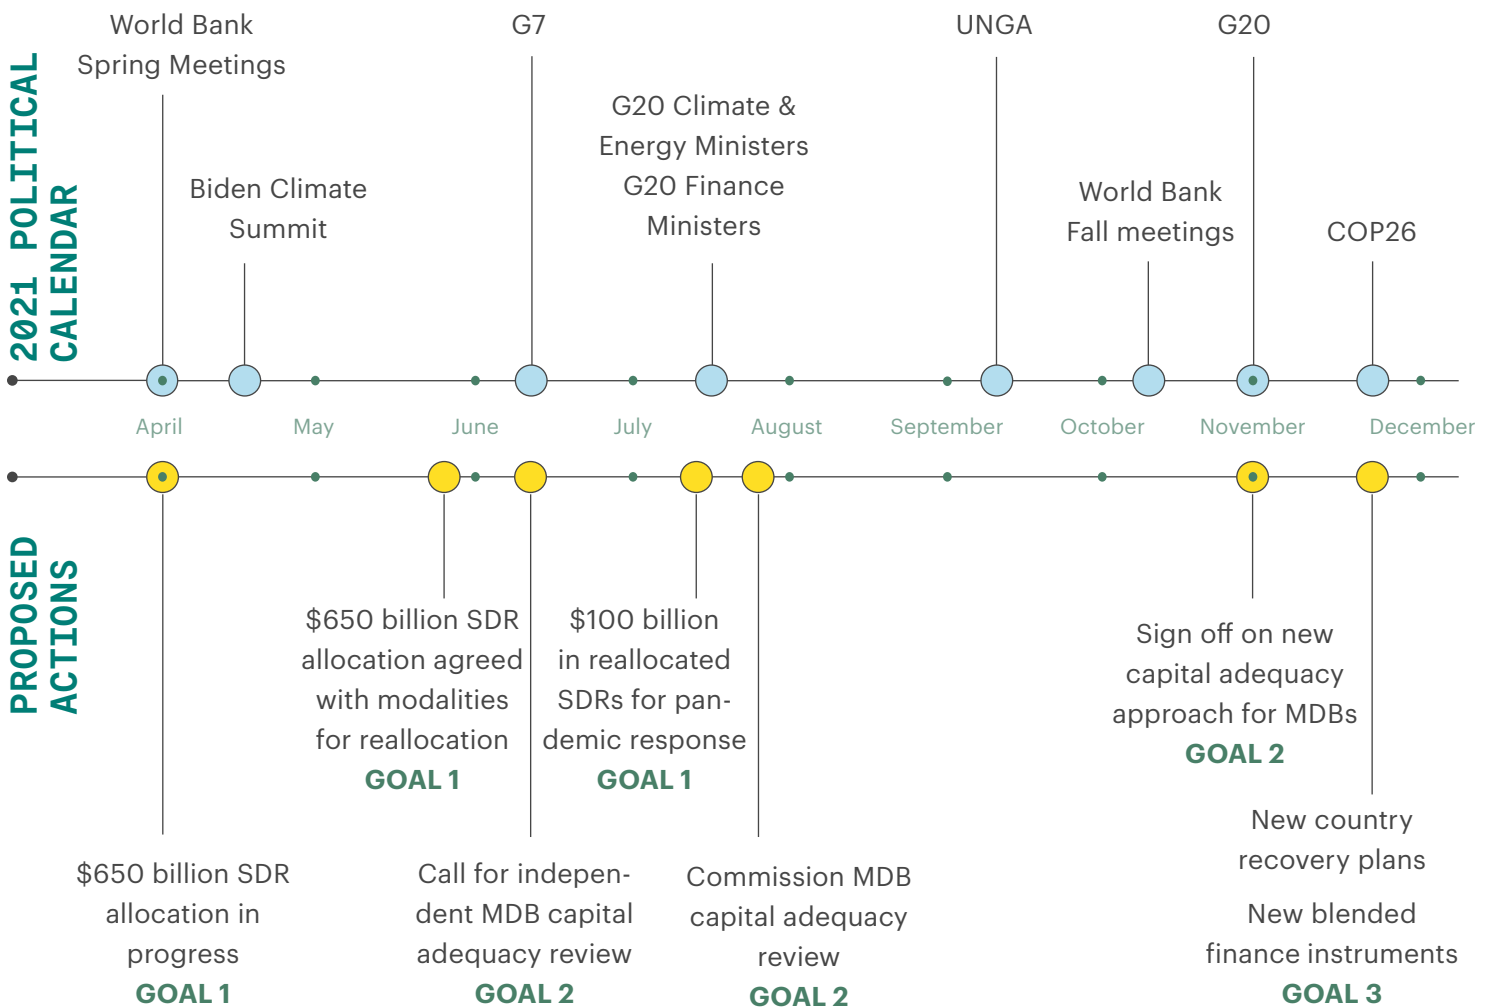 2021 POLITICAL
CALENDAR
World Bank
Spring Meetings
Biden Climate
Summit
G7
G20 Climate &
Energy Ministers
G20 Finance
Ministers
UNGA
World Bank
Fall meetings
G20
COP26
April
May
June
July
August
September
October
November
December
PROPOSED
ACTIONS
$650 billion SDR
allocation in
progress
GOAL 1
$650 billion SDR
allocation agreed
with modalities
for reallocation
GOAL 1
Call for indepen-
dent MDB capital
adequacy review
GOAL 2
$100 billion
in reallocated
SDRs for pan-
demic response
GOAL 1
Commission MDB
capital adequacy
review
GOAL 2
Sign off on new
capital adequacy
approach for MDBs
GOAL 2
New country
recovery plans
New blended
finance instruments
GOAL 3